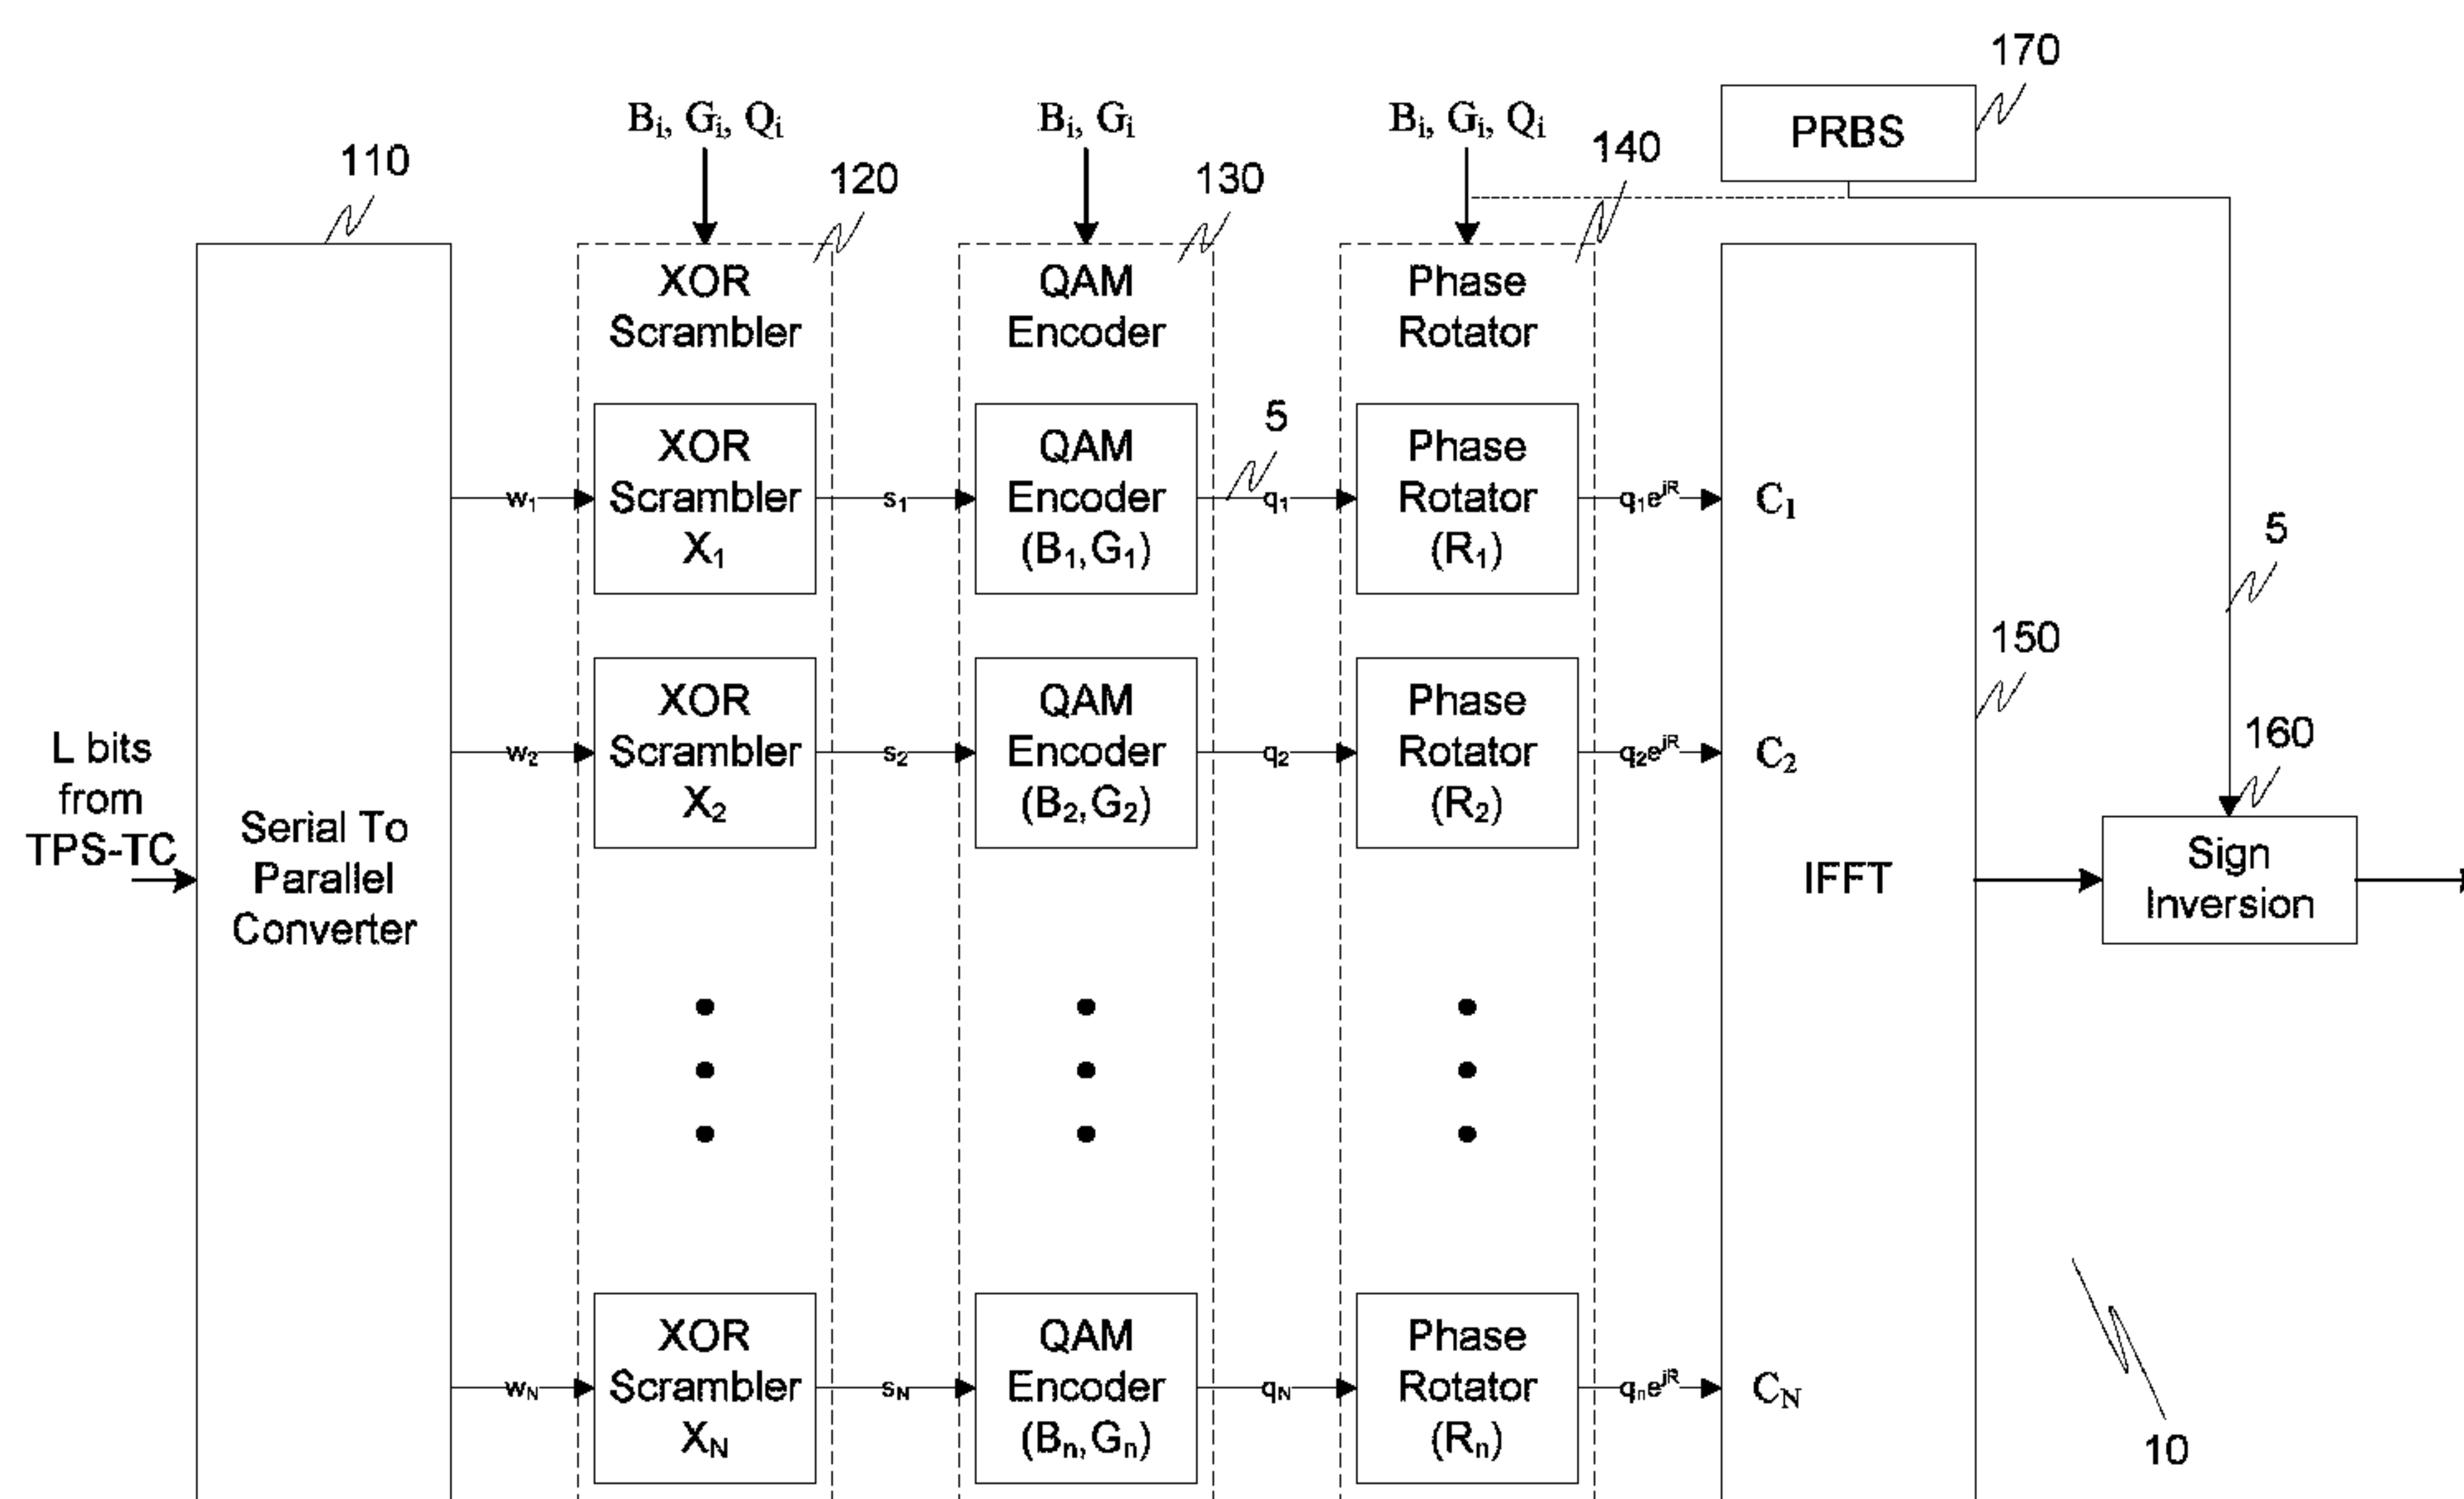 170
B_i, G_i, Q_i
B_i, G_i
B_i, G_i, Q_i
PRBS
110
120
130
140
XOR
Scrambler
QAM
Encoder
Phase
Rotator
5
XOR
Scrambler
X_1
QAM
Encoder
(B_1,G_1)
Phase
Rotator
(R_1)
w_1
s_1
q_1
q_1e^jR
C_1
5
150
XOR
Scrambler
X_2
QAM
Encoder
(B_2,G_2)
Phase
Rotator
(R_2)
w_2
s_2
q_2
q_2e^jR
C_2
160
L bits
from
TPS-TC
Serial To
Parallel
Converter
IFFT
Sign
Inversion
XOR
Scrambler
X_N
QAM
Encoder
(B_n,G_n)
Phase
Rotator
(R_n)
w_N
s_N
q_N
q_ne^jR
C_N
10